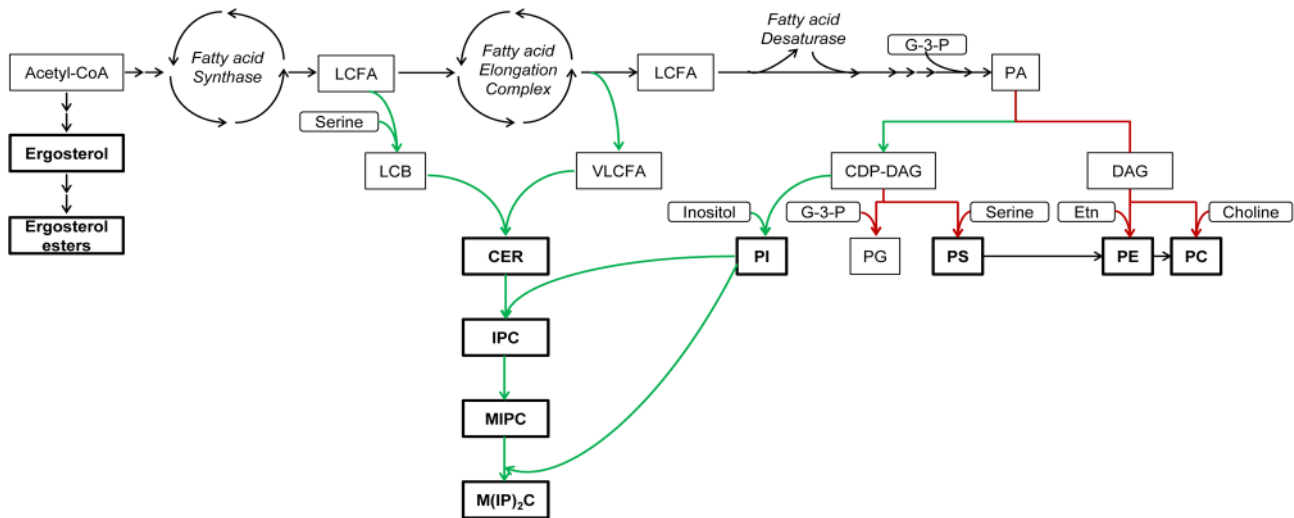 Fatty acid
Desaturase
G-3-P
Acetyl-CoA
Fatty acid
Synthase
LCFA
Fatty acid
Elongation
Complex
LCFA
PA
Serine
Ergosterol
LCB
VLCFA
CDP-DAG
DAG
Ergosterol
esters
Inositol
G-3-P
Serine
Etn
Choline
CER
PI
PG
PS
PE
PC
IPC
MIPC
M(IP)₂C